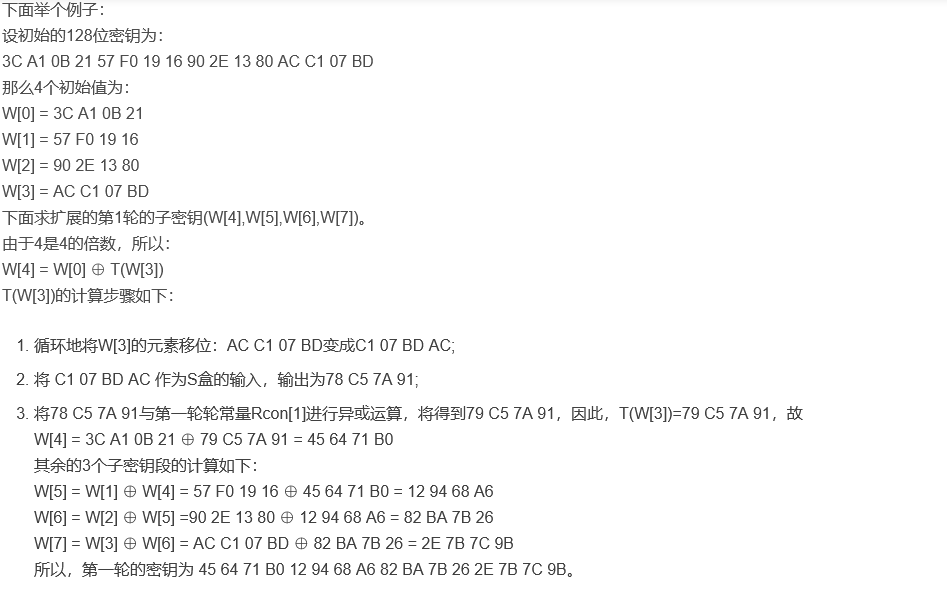 下面举个例子：
设初始的128位密钥为：
3C A1 0B 21 57 F0 19 16 90 2E 13 80 AC C1 07 BD
那么4个初始值为：
W[0] = 3C A1 0B 21
W[1] = 57 F0 19 16
W[2] = 90 2E 13 80
W[3] = AC C1 07 BD
下面求扩展的第1轮的子密钥(W[4],W[5],W[6],W[7])。
由于4是4的倍数，所以：
W[4] = W[0] ⊕ T(W[3])
T(W[3])的计算步骤如下：
1. 循环地将W[3]的元素移位：AC C1 07 BD变成C1 07 BD AC;
2. 将 C1 07 BD AC 作为S盒的输入，输出为78 C5 7A 91;
3. 将78 C5 7A 91与第一轮轮常量Rcon[1]进行异或运算，将得到79 C5 7A 91，因此，T(W[3])=79 C5 7A 91，故
W[4] = 3C A1 0B 21 ⊕ 79 C5 7A 91 = 45 64 71 B0
其余的3个子密钥段的计算如下：
W[5] = W[1] ⊕ W[4] = 57 F0 19 16 ⊕ 45 64 71 B0 = 12 94 68 A6
W[6] = W[2] ⊕ W[5] =90 2E 13 80 ⊕ 12 94 68 A6 = 82 BA 7B 26
W[7] = W[3] ⊕ W[6] = AC C1 07 BD ⊕ 82 BA 7B 26 = 2E 7B 7C 9B
所以，第一轮的密钥为 45 64 71 B0 12 94 68 A6 82 BA 7B 26 2E 7B 7C 9B。